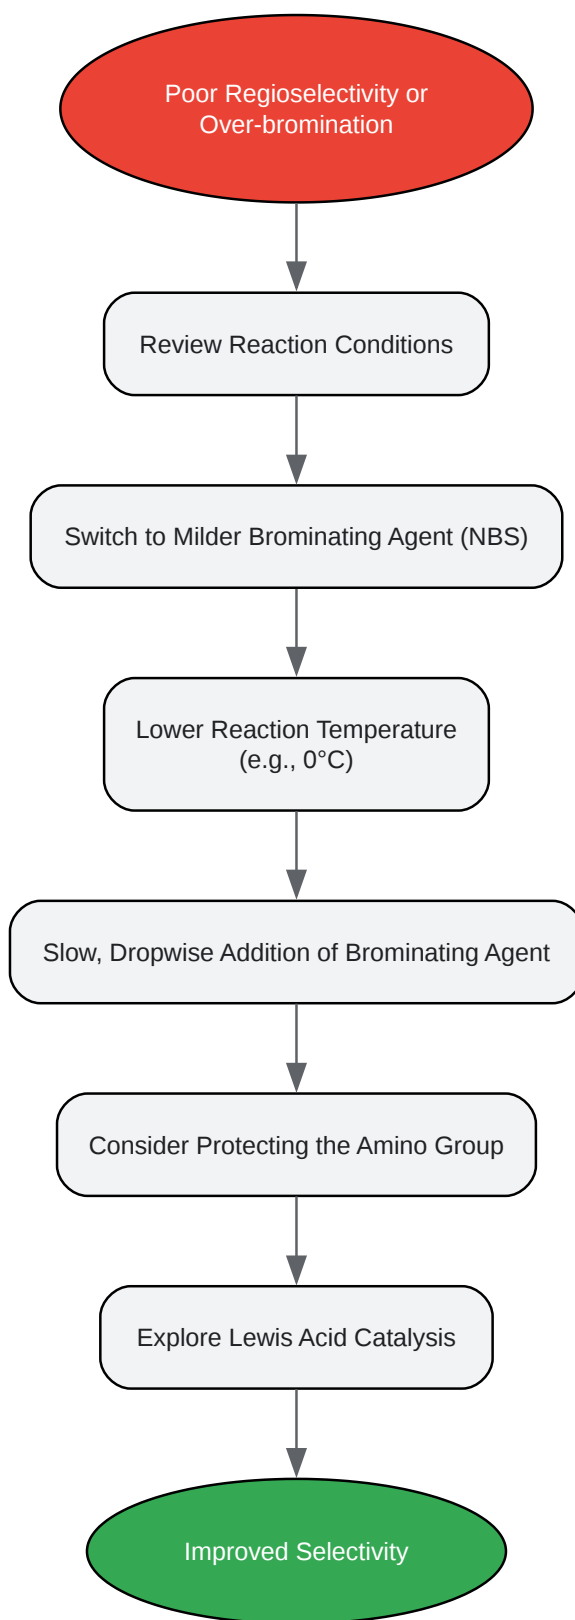 Poor Regioselectivity or
Over-bromination
Review Reaction Conditions
Switch to Milder Brominating Agent (NBS)
Lower Reaction Temperature
(e.g., 0°C)
Slow, Dropwise Addition of Brominating Agent
Consider Protecting the Amino Group
Explore Lewis Acid Catalysis
Improved Selectivity